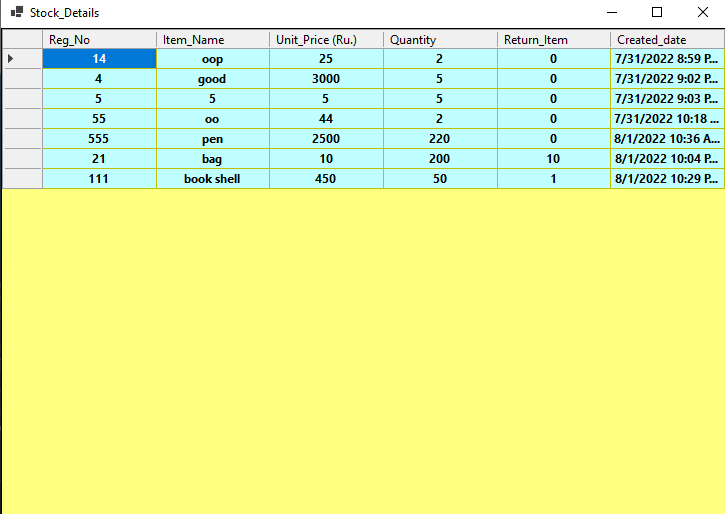 Stock_Details
Reg_No Item_Name Unit_Price (Ru.) Quantity Return_Item Created_date
14 oop 25 2 0 7/31/2022 8:59 P...
4 good 3000 5 0 7/31/2022 9:02 P...
5 5 5 5 0 7/31/2022 9:03 P...
55 oo 44 2 0 7/31/2022 10:18 ...
555 pen 2500 220 0 8/1/2022 10:36 A...
21 bag 10 200 10 8/1/2022 10:04 P...
111 book shell 450 50 1 8/1/2022 10:29 P...